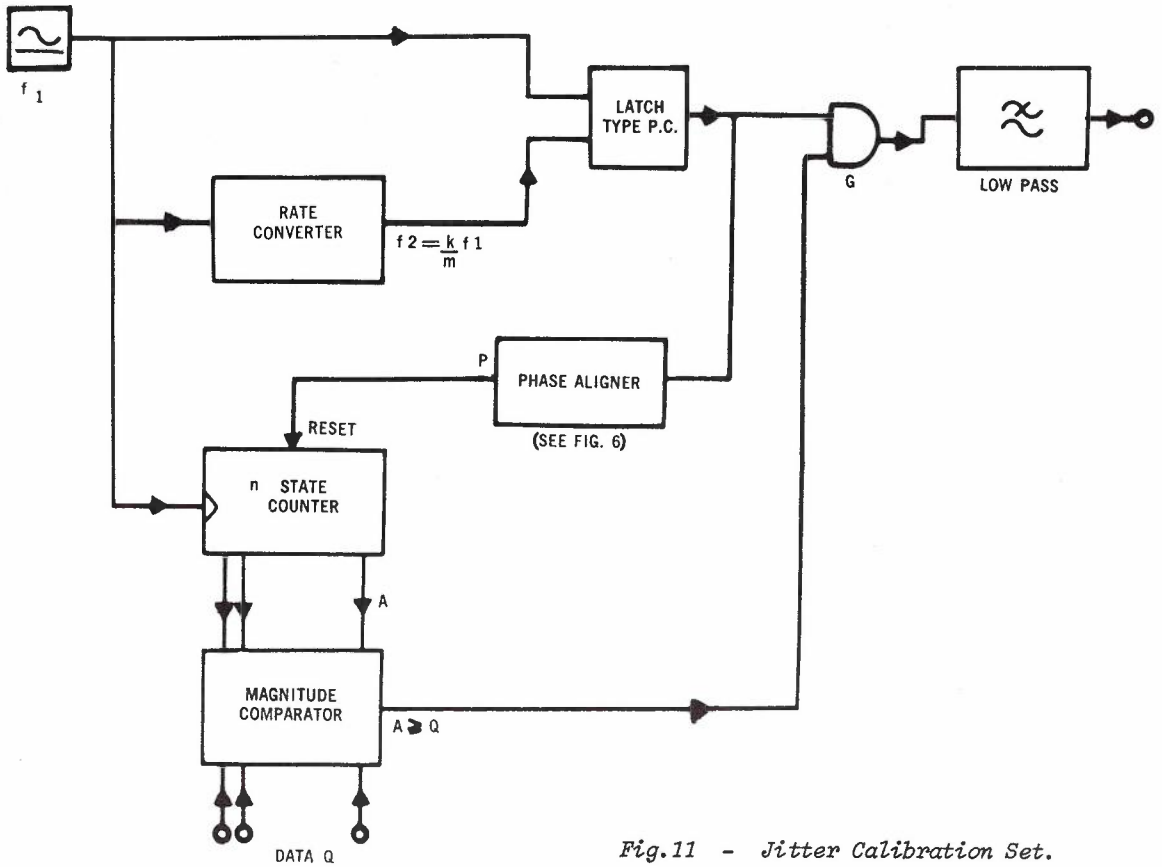 f 1
LATCH
TYPE P.C.
G
LOW PASS
RATE
CONVERTER
f2=k/m f1
P
PHASE ALIGNER
(SEE FIG. 6)
RESET
n STATE
COUNTER
A
MAGNITUDE
COMPARATOR
A ⩾ Q
DATA Q
Fig.11 - Jitter Calibration Set.